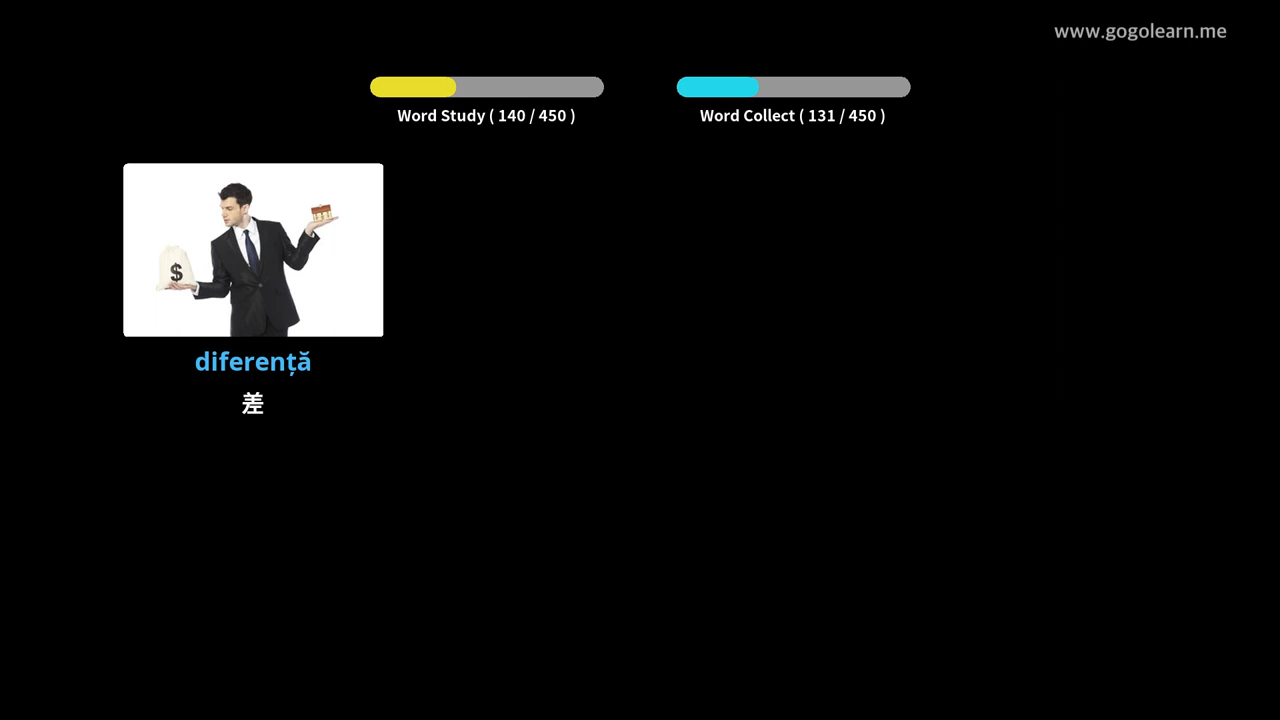 www.gogolearn.me
Word Study ( 140 / 450 )
Word Collect ( 131 / 450 )
$
diferență
差